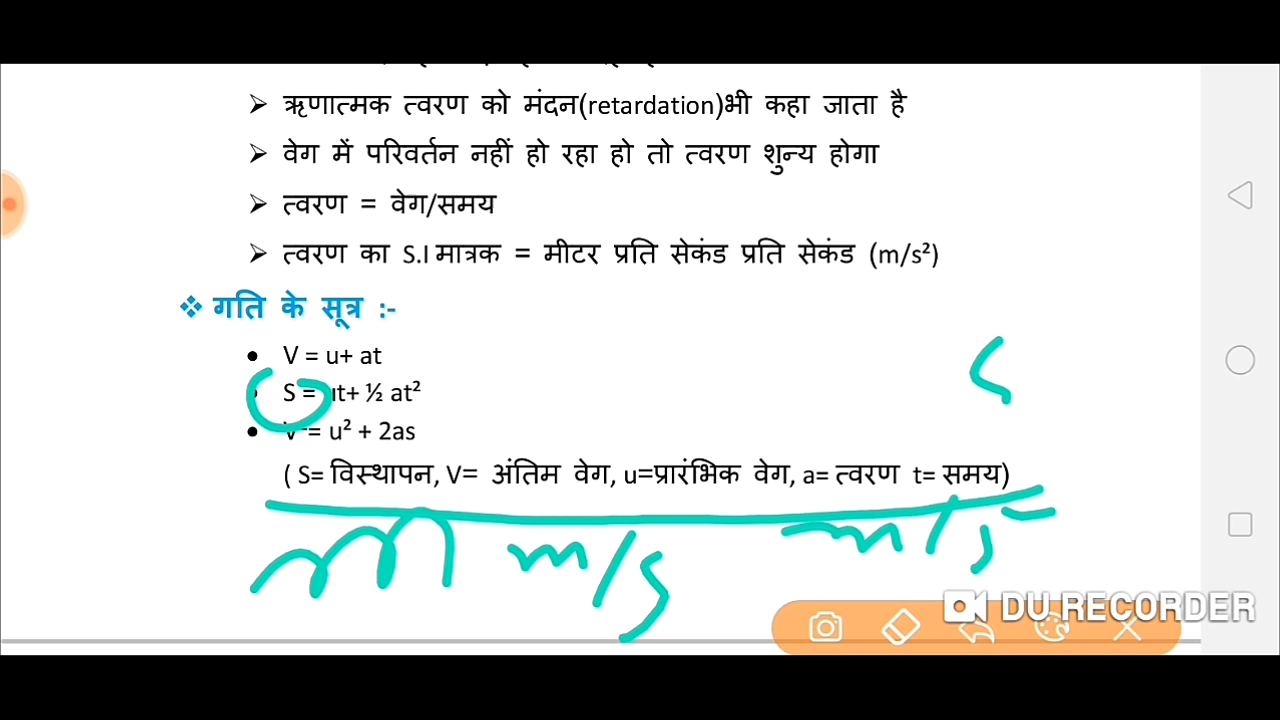 ➢ ऋणात्मक त्वरण को मंदन(retardation)भी कहा जाता है
➢ वेग में परिवर्तन नहीं हो रहा हो तो त्वरण शुन्य होगा
➢ त्वरण = वेग/समय
➢ त्वरण का S.I मात्रक = मीटर प्रति सेकंड प्रति सेकंड (m/s²)
❖ गति के सूत्र :-
• V = u+ at
• S = ut+ ½ at²
• V = u² + 2as
( S= विस्थापन, V= अंतिम वेग, u=प्रारंभिक वेग, a= त्वरण t= समय)
m m/s m/s
DU RECORDER